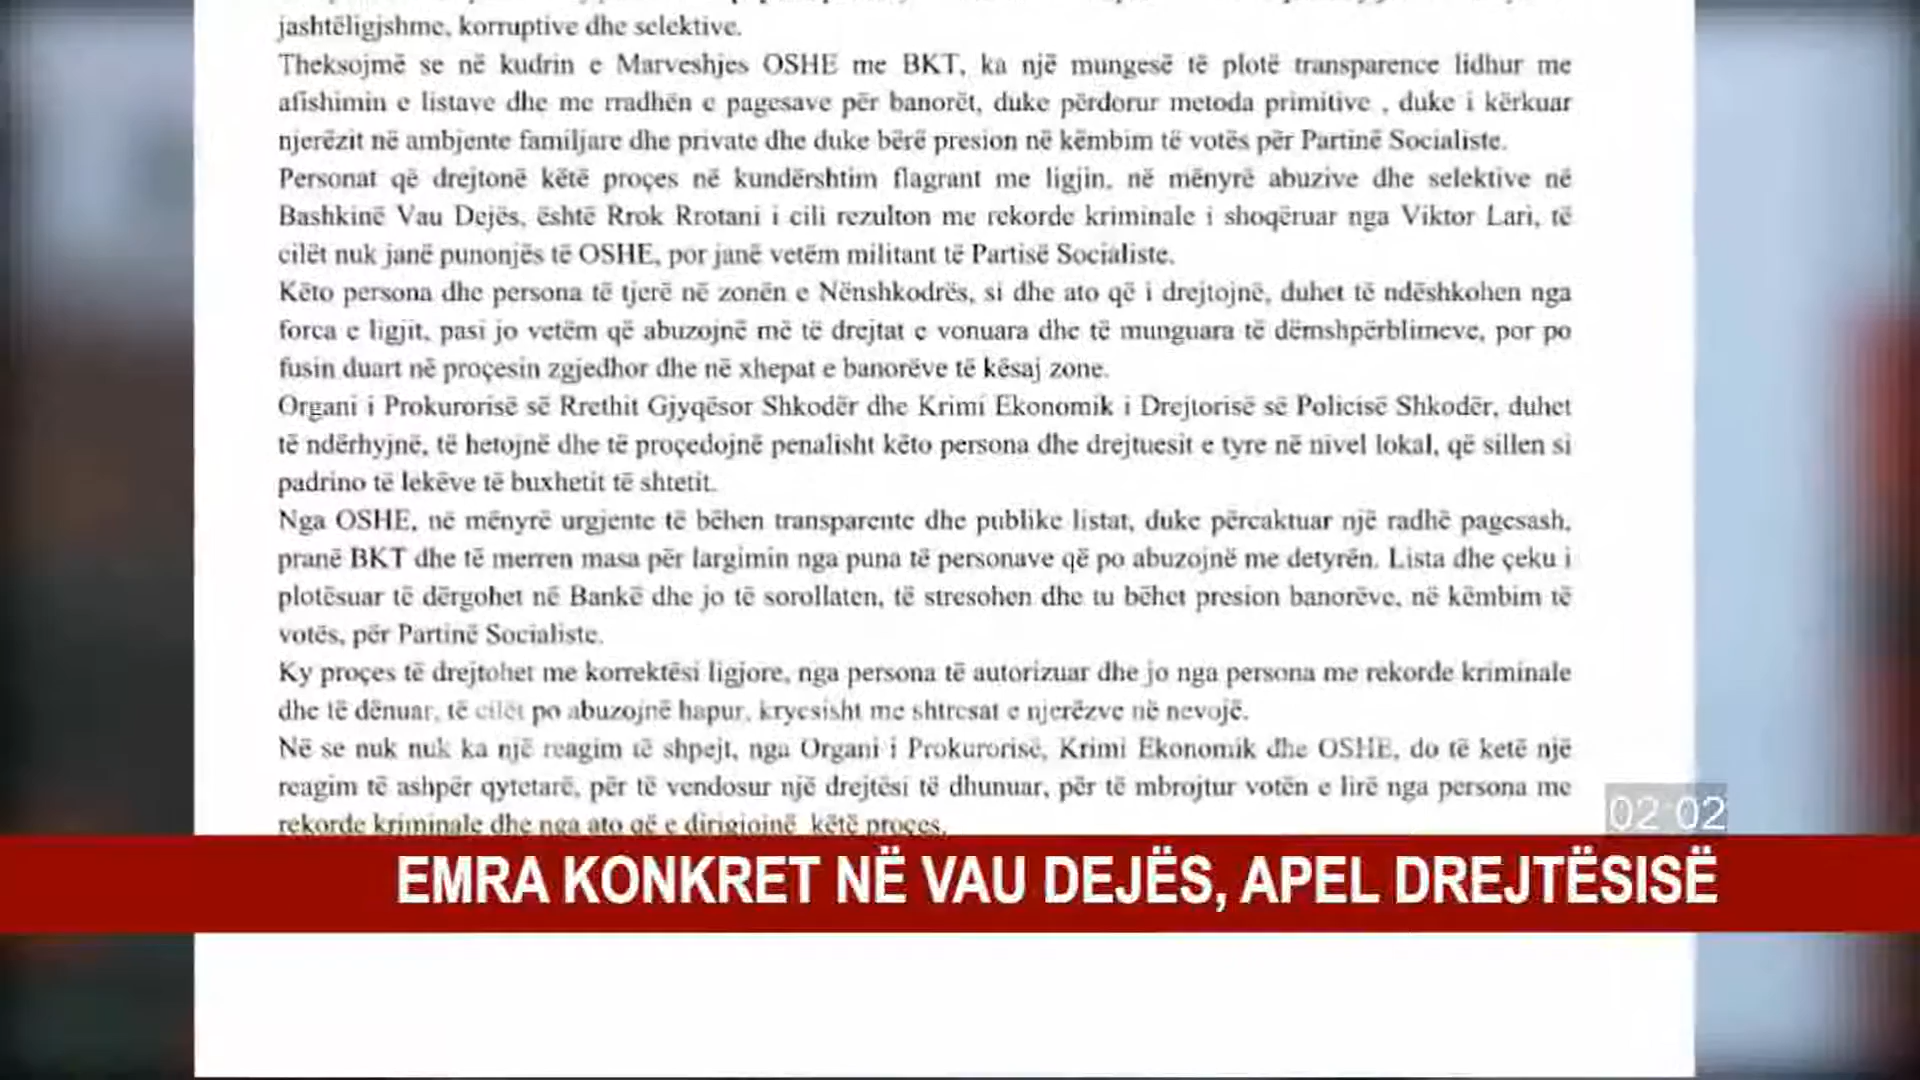 jashtëligjshme, korruptive dhe selektive.
Theksojmë se në kudrin e Marveshjes OSHE me BKT, ka një mungesë të plotë transparence lidhur me
afishimin e listave dhe me rradhën e pagesave për banorët, duke përdorur metoda primitive , duke i kërkuar
njerëzit në ambjente familjare dhe private dhe duke bërë presion në këmbim të votës për Partinë Socialiste.
Personat që drejtonë këtë proçes në kundërshtim flagrant me ligjin, në mënyrë abuzive dhe selektive në
Bashkinë Vau Dejës, është Rrok Rrotani i cili rezulton me rekorde kriminale i shoqëruar nga Viktor Lari, të
cilët nuk janë punonjës të OSHE, por janë vetëm militant të Partisë Socialiste.
Këto persona dhe persona të tjerë në zonën e Nënshkodrës, si dhe ato që i drejtojnë, duhet të ndëshkohen nga
forca e ligjit, pasi jo vetëm që abuzojnë më të drejtat e vonuara dhe të munguara të dëmshpërblimeve, por po
fusin duart në proçesin zgjedhor dhe në xhepat e banorëve të kësaj zone.
Organi i Prokurorisë së Rrethit Gjyqësor Shkodër dhe Krimi Ekonomik i Drejtorisë së Policisë Shkodër, duhet
të ndërhyjnë, të hetojnë dhe të proçedojnë penalisht këto persona dhe drejtuesit e tyre në nivel lokal, që sillen si
padrino të lekëve të buxhetit të shtetit.
Nga OSHE, në mënyrë urgjente të bëhen transparente dhe publike listat, duke përcaktuar një radhë pagesash,
pranë BKT dhe të merren masa për largimin nga puna të personave që po abuzojnë me detyrën. Lista dhe çeku i
plotësuar të dërgohet në Bankë dhe jo të sorollaten, të stresohen dhe tu bëhet presion banorëve, në këmbim të
votës, për Partinë Socialiste.
Ky proçes të drejtohet me korrektësi ligjore, nga persona të autorizuar dhe jo nga persona me rekorde kriminale
dhe të dënuar, të cilët po abuzojnë hapur, kryesisht me shtresat e njerëzve në nevojë.
Në se nuk nuk ka një reagim të shpejt, nga Organi i Prokurorisë, Krimi Ekonomik dhe OSHE, do të ketë një
reagim të ashpër qytetarë, për të vendosur një drejtësi të dhunuar, për të mbrojtur votën e lirë nga persona me
rekorde kriminale dhe nga ato që e dirigjojnë këtë proçes.
02 02
EMRA KONKRET NË VAU DEJËS, APEL DREJTËSISË